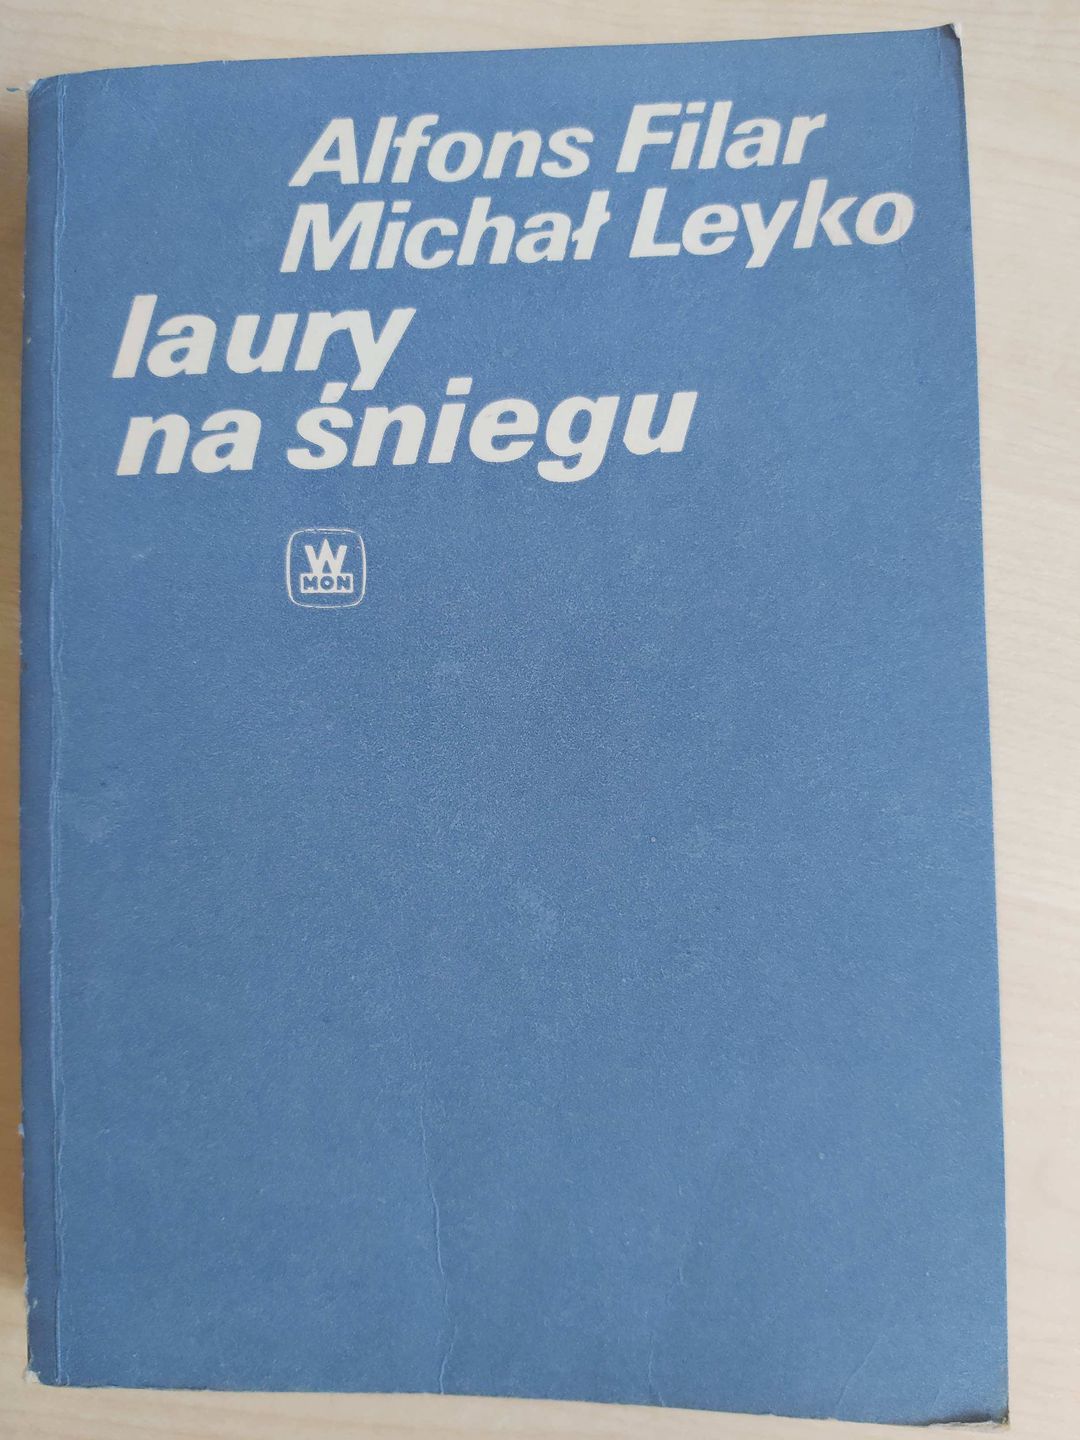 Alfons Filar
Michał Leyko
laury
na śniegu
W
MON